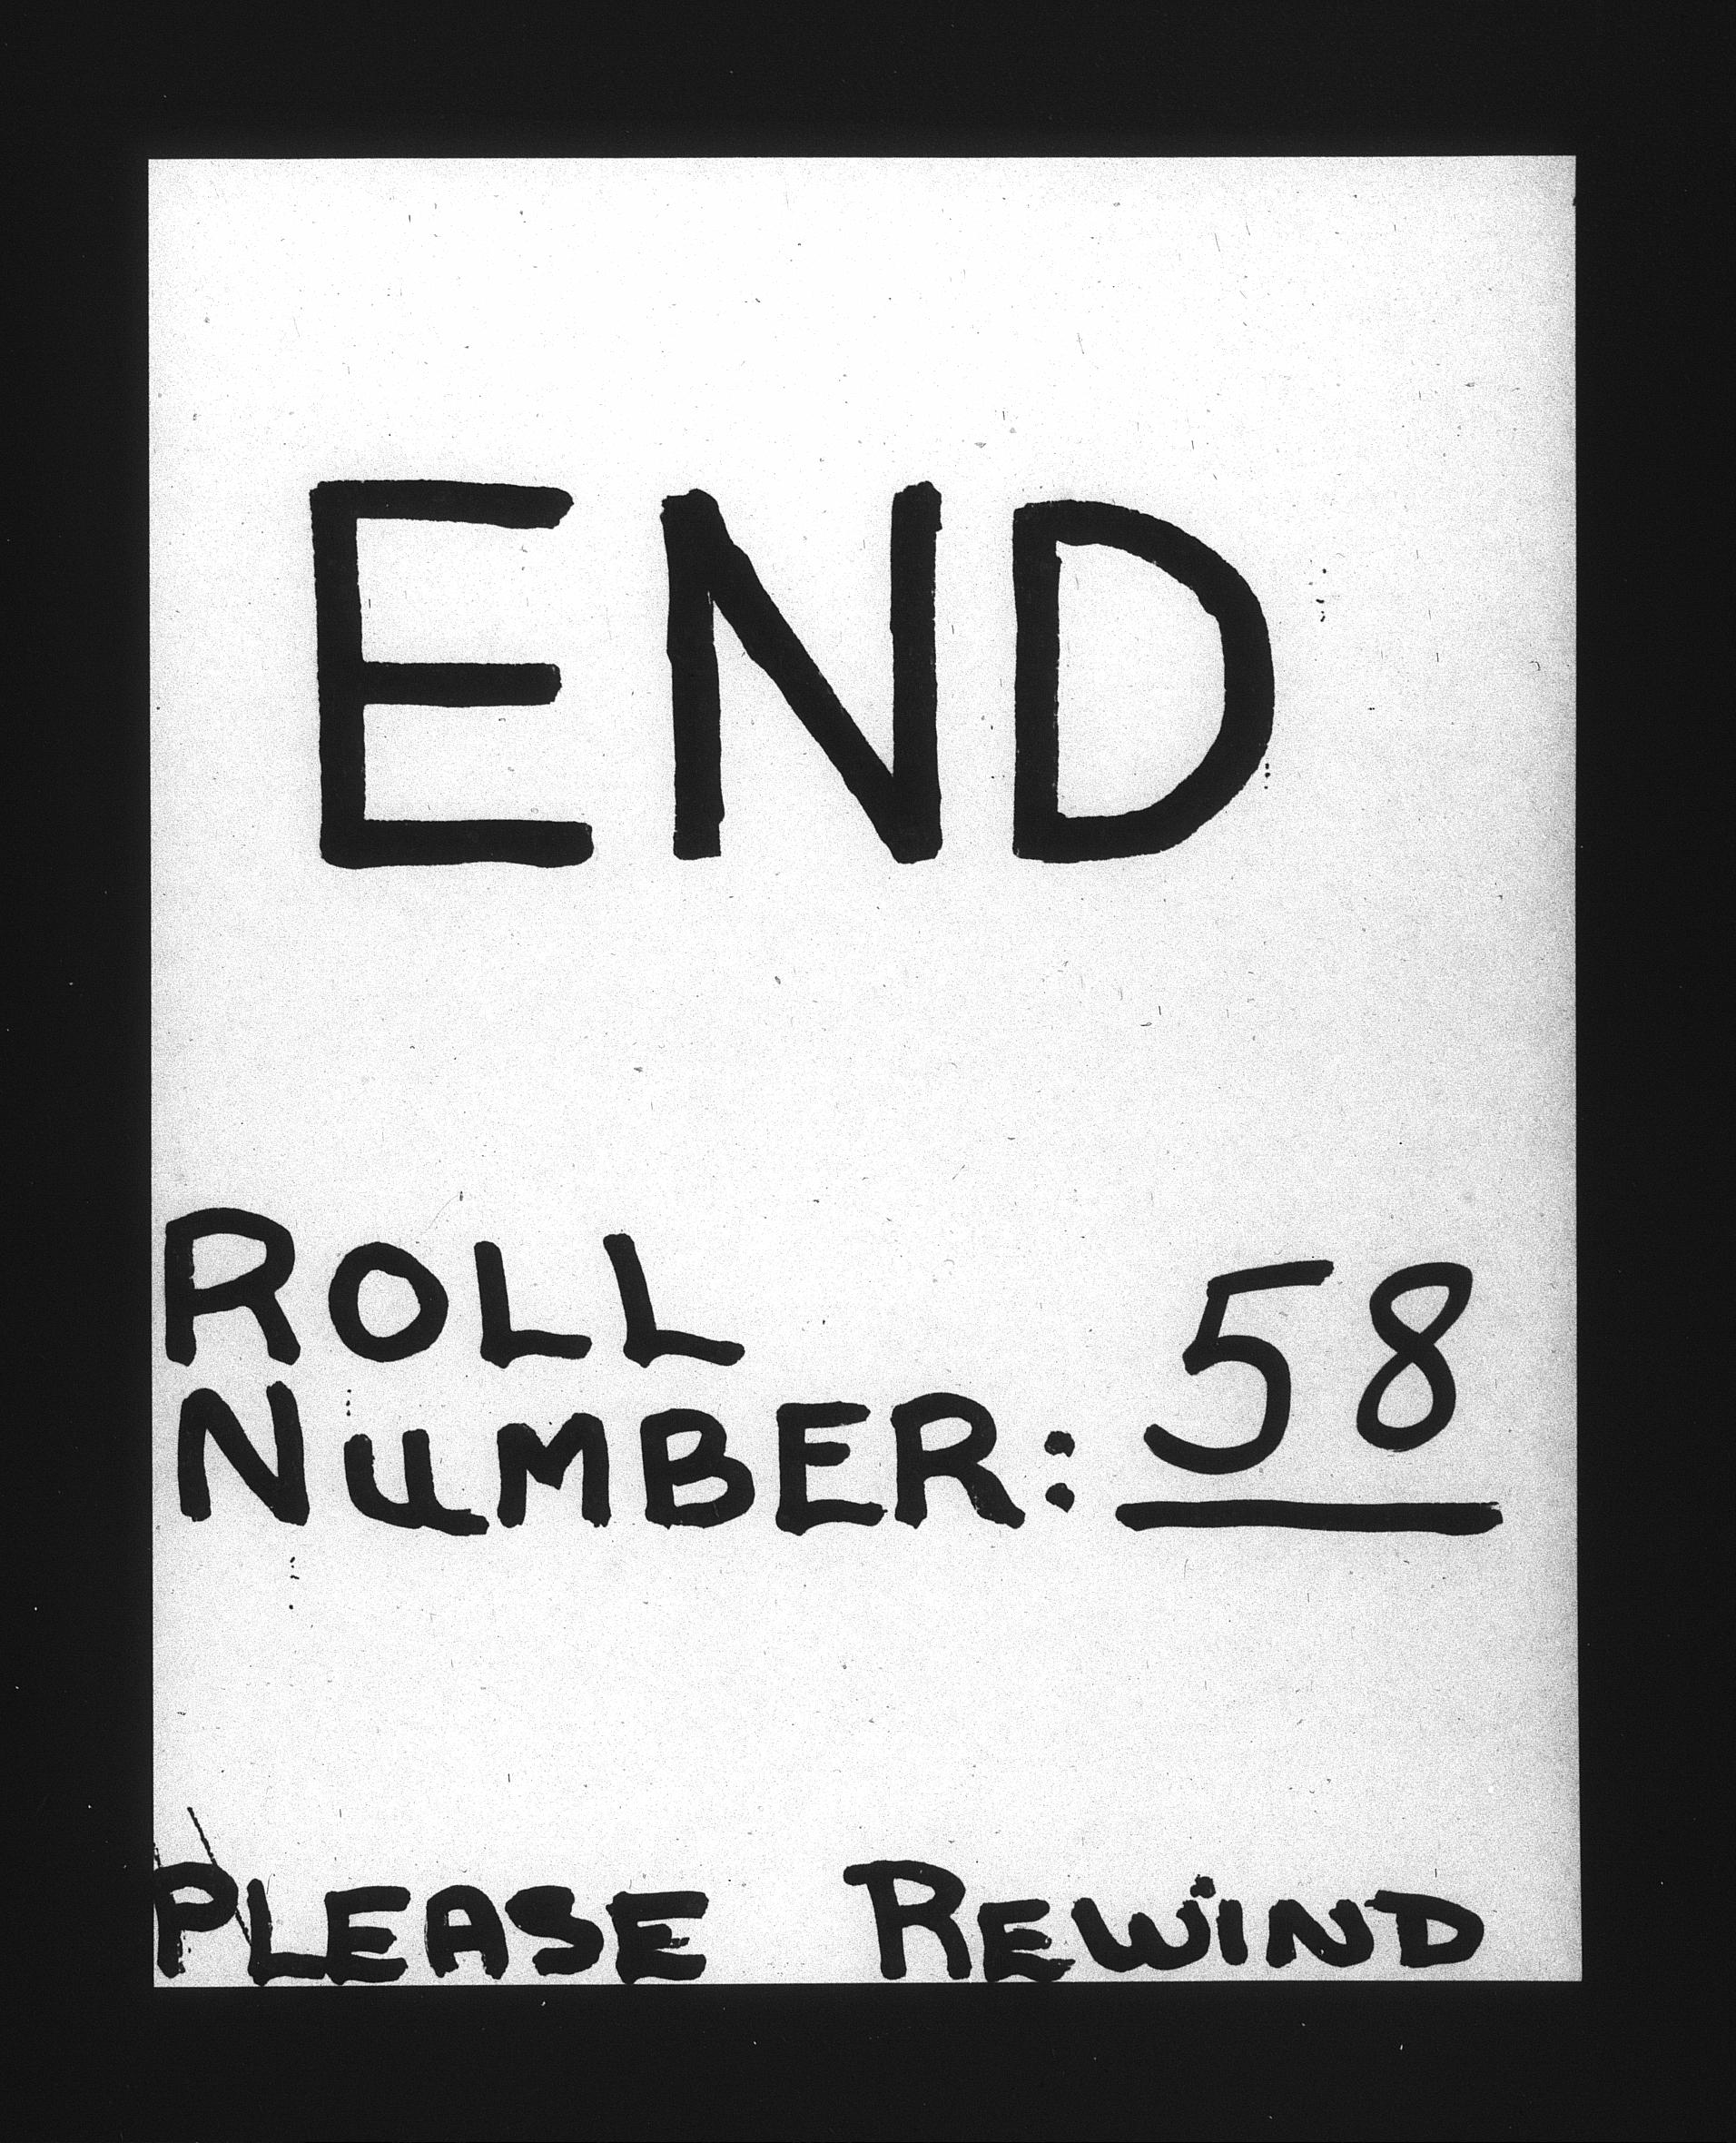 END
ROLL
NUMBER: 58
PLEASE REWIND